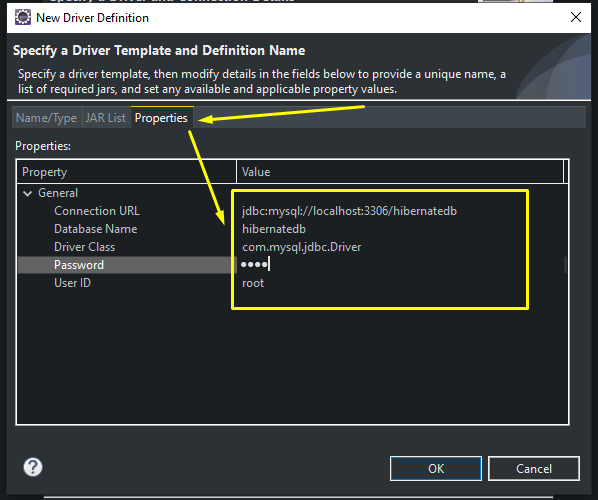 New Driver Definition
Specify a Driver Template and Definition Name
Specify a driver template, then modify details in the fields below to provide a unique name, a
list of required jars, and set any available and applicable property values.
Name/Type JAR List Properties
Properties:
Property Value
General
Connection URL jdbc:mysql://localhost:3306/hibernatedb
Database Name hibernatedb
Driver Class com.mysql.jdbc.Driver
Password ●●●●
User ID root
? OK Cancel